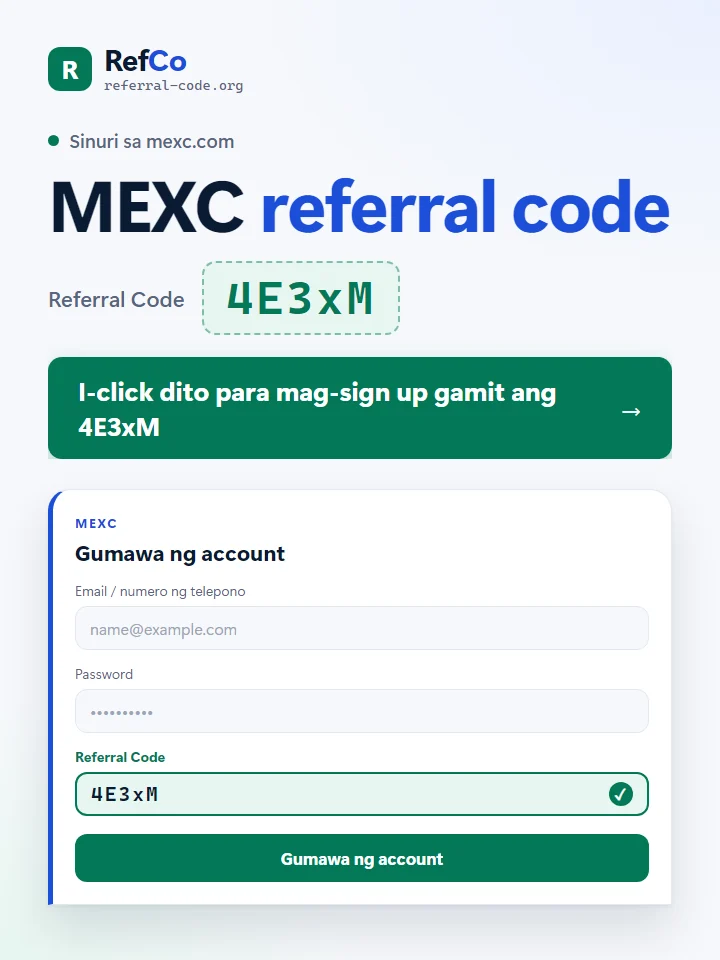 R
RefCo
referral-code.org
Sinuri sa mexc.com
MEXC referral code
Referral Code
4E3xM
I-click dito para mag-sign up gamit ang
4E3xM
→
MEXC
Gumawa ng account
Email / numero ng telepono
name@example.com
Password
••••••••••
Referral Code
4E3xM
✓
Gumawa ng account